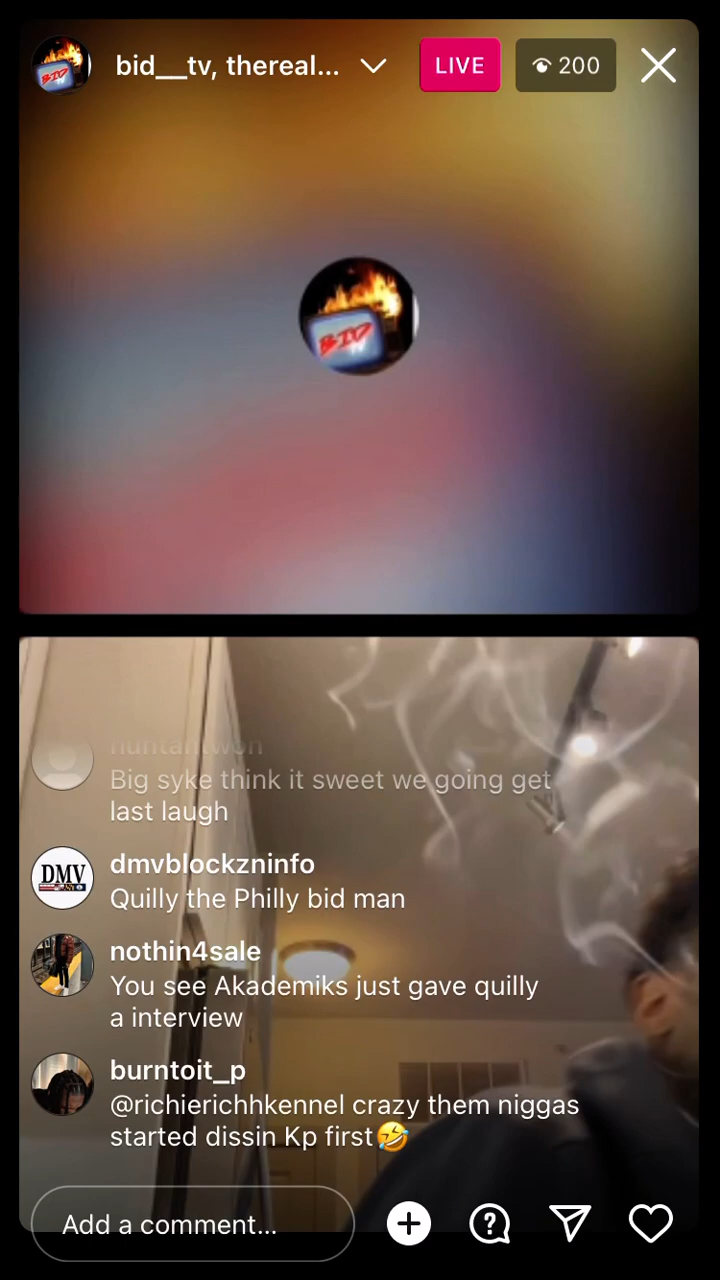 bid__tv, thereal...
LIVE
200
BID
huntantwon
Big syke think it sweet we going get
last laugh
DMV
dmvblockzninfo
Quilly the Philly bid man
nothin4sale
You see Akademiks just gave quilly
a interview
burntoit_p
@richierichhkennel crazy them niggas
started dissin Kp first🤣
Add a comment...